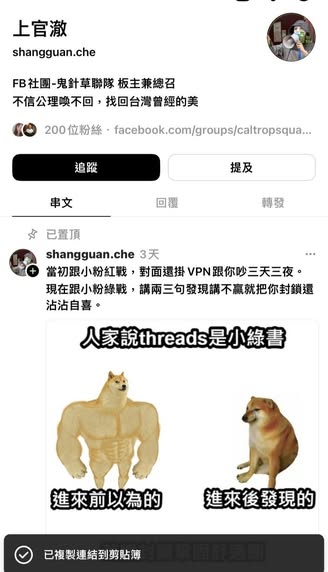 上官澈
shangguan.che
FB社團-鬼針草聯隊 板主兼總召
不信公理喚不回，找回台灣曾經的美
200位粉絲 · facebook.com/groups/caltropsqua...
追蹤
提及
串文
回覆
轉發
已置頂
shangguan.che 3天
當初跟小粉紅戰，對面還掛VPN跟你吵三天三夜。
現在跟小粉綠戰，講兩三句發現講不贏就把你封鎖還
沾沾自喜。
人家說threads是小綠書
進來前以為的
進來後發現的
已複製連結到剪貼簿